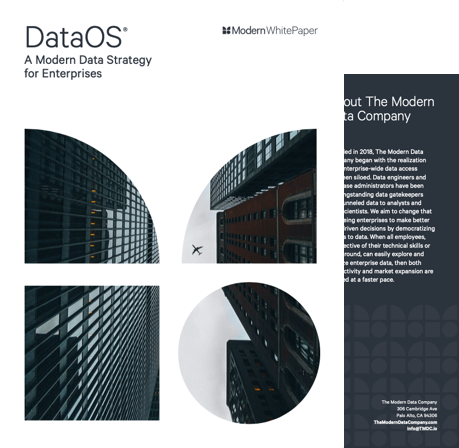 DataOS®
A Modern Data Strategy
for Enterprises
ModernWhitePaper
out The Modern
ta Company
ed in 2018, The Modern Data
any began with the realization
nterprise-wide data access
en siloed. Data engineers and
ase administrators have been
ngstanding data gatekeepers
unneled data to analysts and
cientists. We aim to change that
eing enterprises to make better
riven decisions by democratizing
s to data. When all employees,
ective of their technical skills or
round, can easily explore and
ze enterprise data, then both
ctivity and market expansion are
ed at a faster pace.
The Modern Data Company
306 Cambridge Ave
Palo Alto, CA 94306
TheModernDataCompany.com
info@TMDC.io